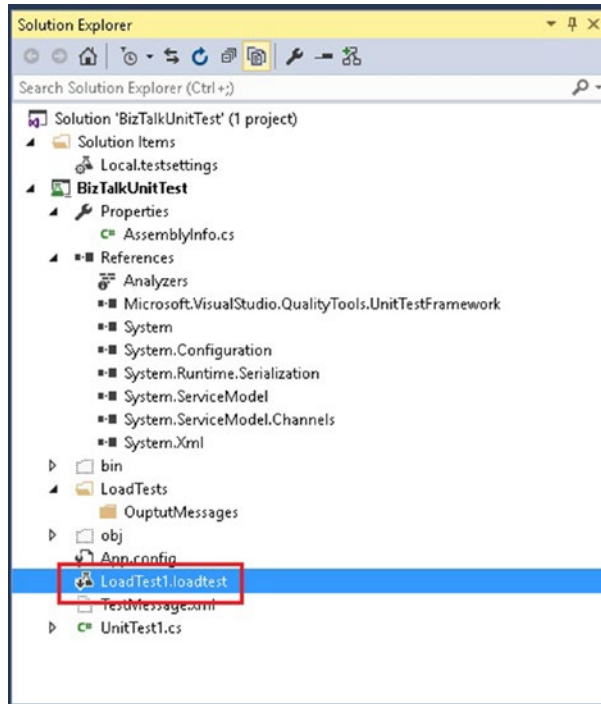 Solution Explorer
Search Solution Explorer (Ctrl+;)
Solution 'BizTalkUnitTest' (1 project)
Solution Items
Local.testsettings
BizTalkUnitTest
Properties
C# AssemblyInfo.cs
References
Analyzers
Microsoft.VisualStudio.QualityTools.UnitTestFramework
System
System.Configuration
System.Runtime.Serialization
System.ServiceModel
System.ServiceModel.Channels
System.Xml
bin
LoadTests
OuptutMessages
obj
App.config
LoadTest1.loadtest
TestMessage.xml
C# UnitTest1.cs